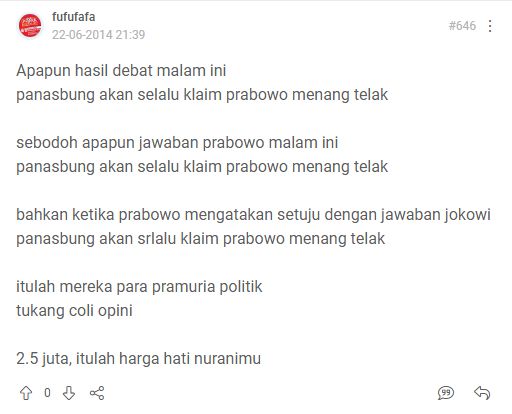 fufufafa
22-06-2014 21:39
#646
Apapun hasil debat malam ini
panasbung akan selalu klaim prabowo menang telak
sebodoh apapun jawaban prabowo malam ini
panasbung akan selalu klaim prabowo menang telak
bahkan ketika prabowo mengatakan setuju dengan jawaban jokowi
panasbung akan srlalu klaim prabowo menang telak
itulah mereka para pramuria politik
tukang coli opini
2.5 juta, itulah harga hati nuranimu
0